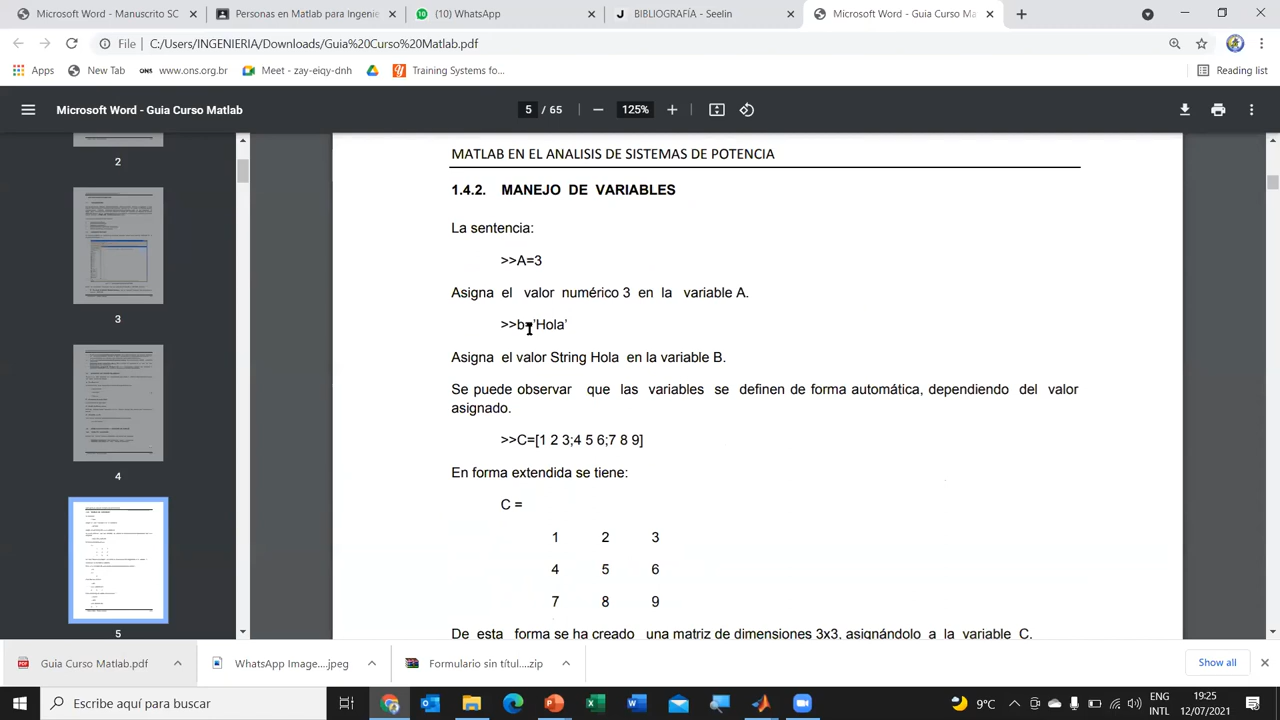 Microsoft Word - Manuscrito SC
Personas en Matlab para Ingenie
(10) WhatsApp
BIBLIOGRAFÍA - Seelin
Microsoft Word - Guia Curso Ma
File
C:/Users/INGENIERIA/Downloads/Guia%20Curso%20Matlab.pdf
Apps
New Tab
ONS
www.ons.org.br
Meet - zay-eiqy-dnh
Training Systems fo...
Reading list
Microsoft Word - Guia Curso Matlab
5 / 65
125%
2
3
4
5
MATLAB EN EL ANALISIS DE SISTEMAS DE POTENCIA
1.4.2. MANEJO DE VARIABLES
La sentencia:
>>A=3
Asigna el valor numérico 3 en la variable A.
>>b='Hola'
Asigna el valor String Hola en la variable B.
Se puede observar que las variables se definen de forma automática, dependiendo del valor
asignado.
>>C=[1 2 3;4 5 6;7 8 9]
En forma extendida se tiene:
C =
1 2 3
4 5 6
7 8 9
De esta forma se ha creado una matriz de dimensiones 3x3, asignándolo a la variable C.
Guia Curso Matlab.pdf
WhatsApp Image....jpeg
Formulario sin títul....zip
Show all
Escribe aquí para buscar
9°C
ENG
INTL
19:25
12/07/2021